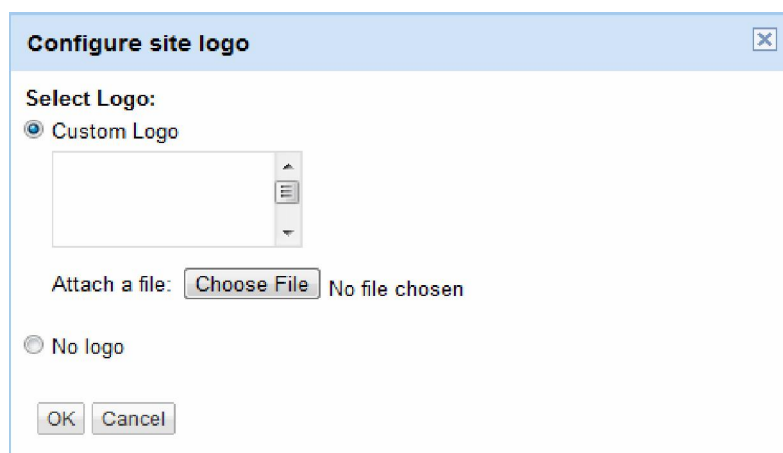 Configure site logo
Select Logo:
Custom Logo
Attach a file: Choose File No file chosen
No logo
OK Cancel